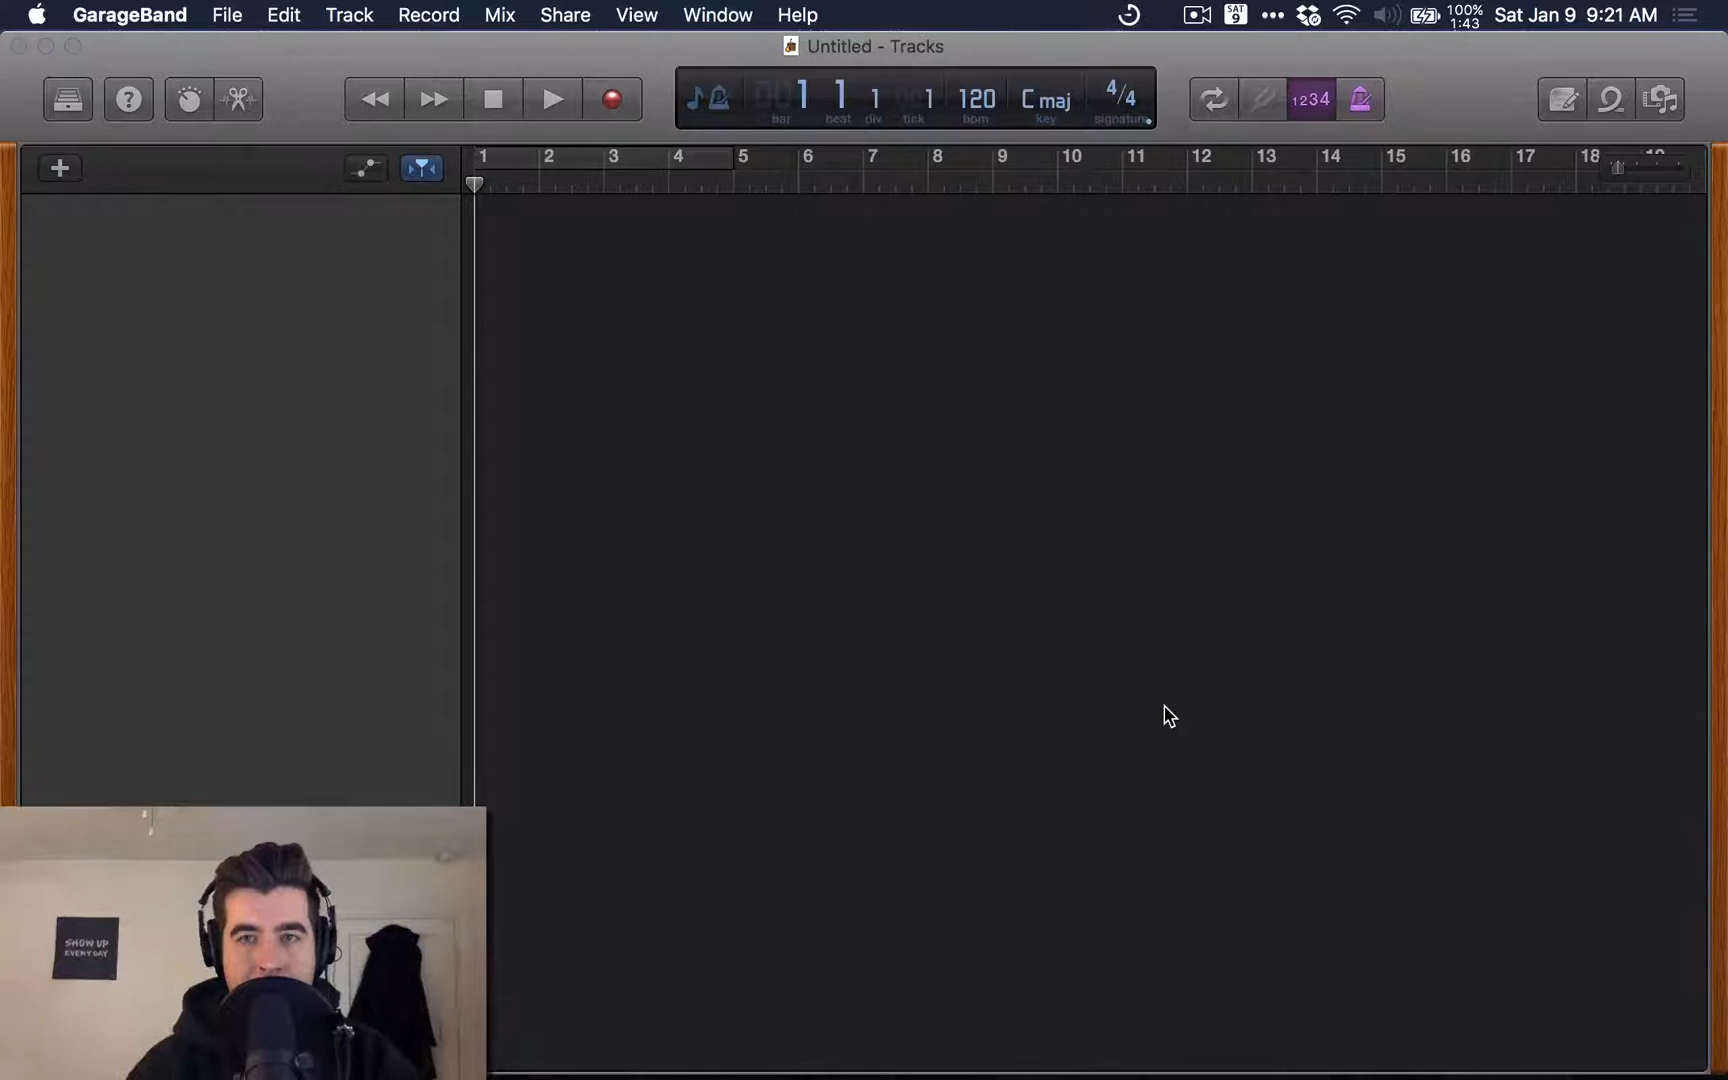 GarageBand File Edit Track Record Mix Share View Window Help SAT 9 100% 1:43 Sat Jan 9 9:21 AM
Untitled - Tracks
1 1 1 1 120 C maj 4/4 1234
bar beat div tick bpm key signature
1 2 3 4 5 6 7 8 9 10 11 12 13 14 15 16 17 18
SHOW UP
EVERYDAY